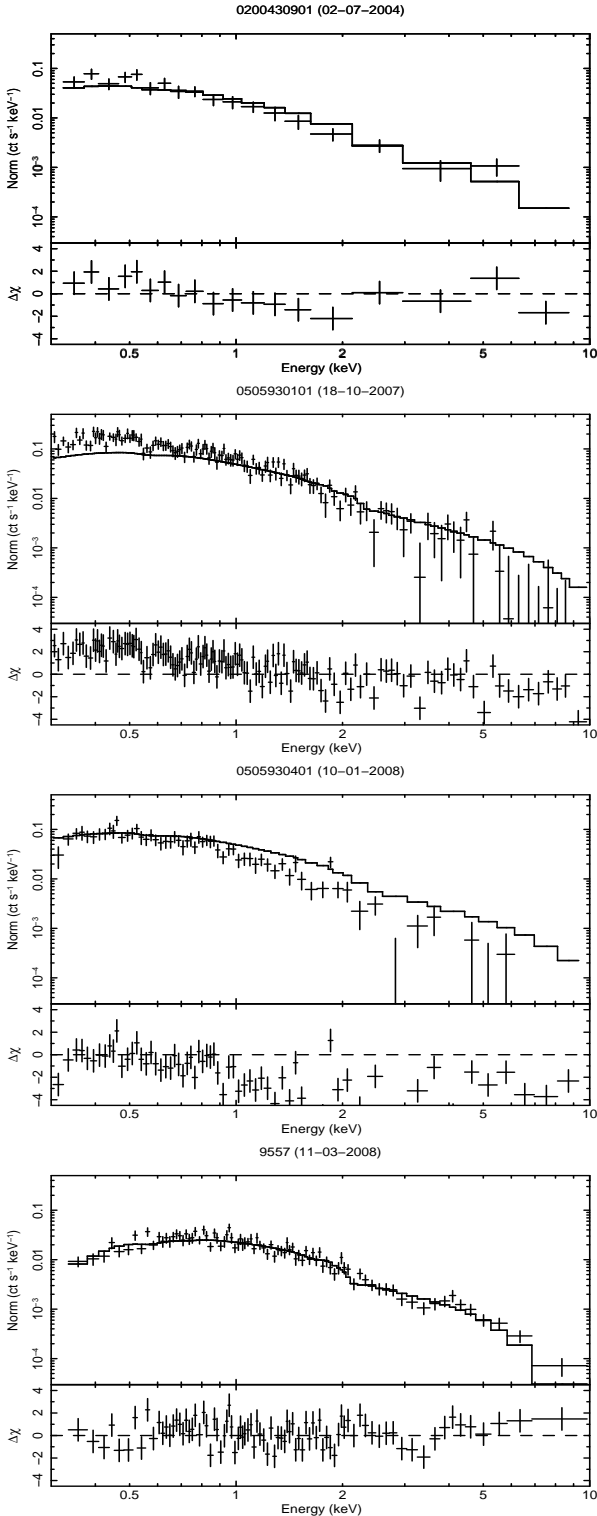 0200430901 (02−07−2004)
Norm (ct s⁻¹ keV⁻¹)
0.1
0.01
10⁻³
10⁻⁴
Δχ
4
2
0
−2
−4
0.5 1 2 5 10
Energy (keV)
0505930101 (18−10−2007)
Norm (ct s⁻¹ keV⁻¹)
0.1
0.01
10⁻³
10⁻⁴
Δχ
4
2
0
−2
−4
0.5 1 2 5 10
Energy (keV)
0505930401 (10−01−2008)
Norm (ct s⁻¹ keV⁻¹)
0.1
0.01
10⁻³
10⁻⁴
Δχ
4
2
0
−2
−4
0.5 1 2 5 10
Energy (keV)
9557 (11−03−2008)
Norm (ct s⁻¹ keV⁻¹)
0.1
0.01
10⁻³
10⁻⁴
Δχ
4
2
0
−2
−4
0.5 1 2 5 10
Energy (keV)